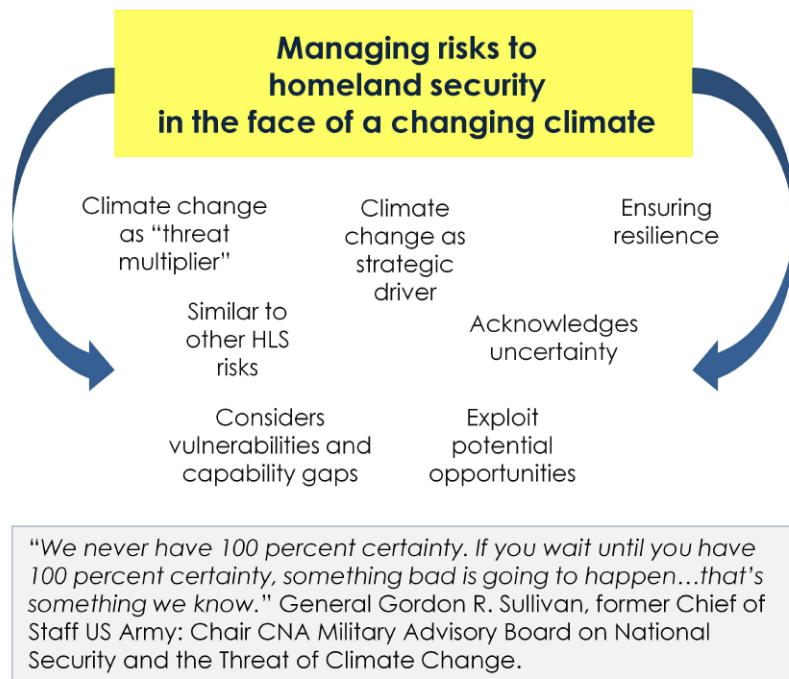 Managing risks to
homeland security
in the face of a changing climate
Climate change
as “threat
multiplier”
Climate
change as
strategic
driver
Ensuring
resilience
Similar to
other HLS
risks
Acknowledges
uncertainty
Considers
vulnerabilities and
capability gaps
Exploit
potential
opportunities
“We never have 100 percent certainty. If you wait until you have
100 percent certainty, something bad is going to happen…that’s
something we know.” General Gordon R. Sullivan, former Chief of
Staff US Army: Chair CNA Military Advisory Board on National
Security and the Threat of Climate Change.